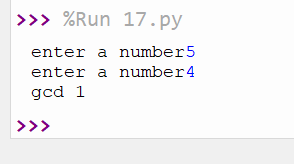 >>> %Run 17.py
enter a number5
enter a number4
gcd 1
>>>